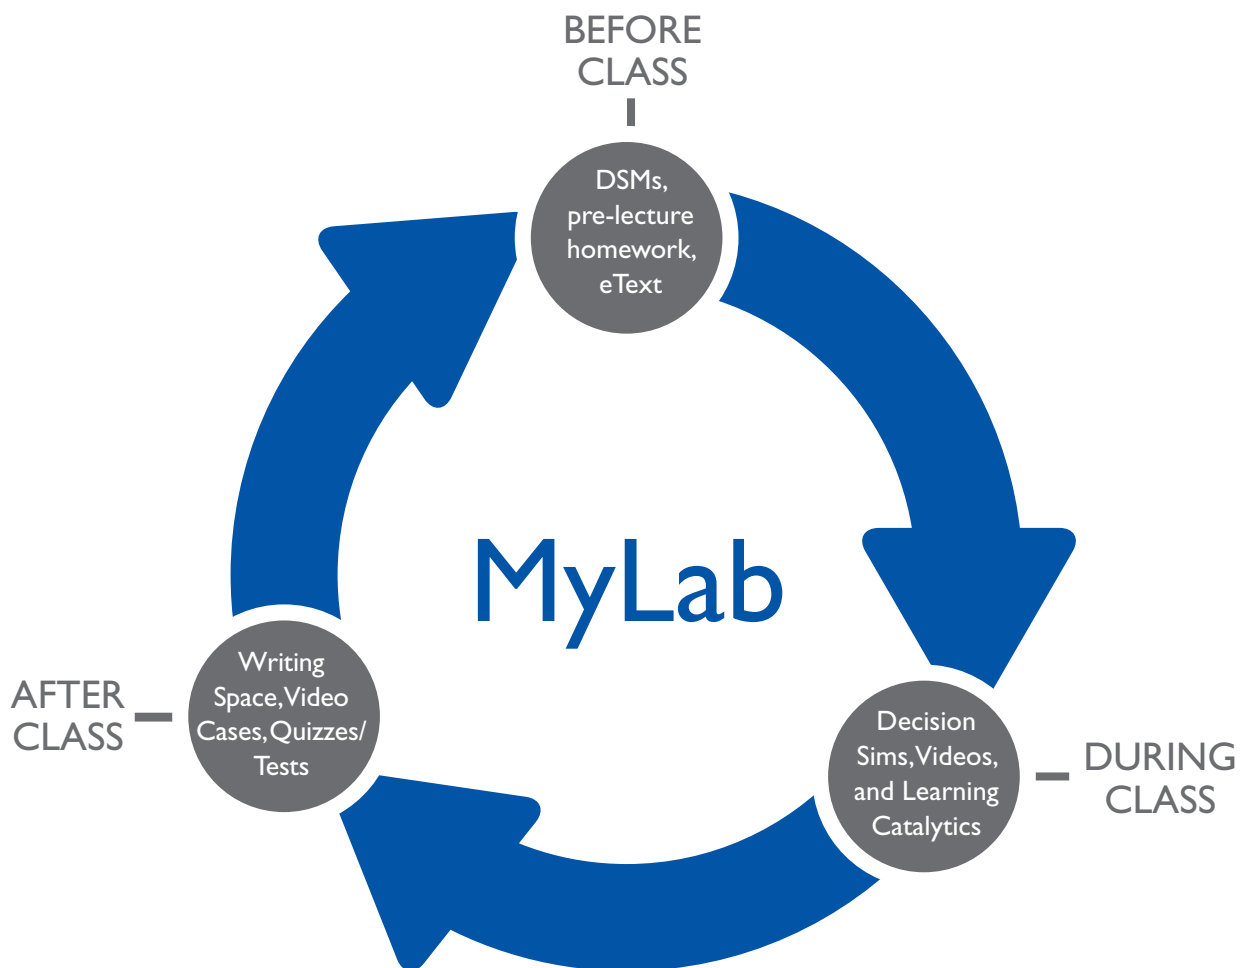 BEFORE
CLASS
DSMs,
pre-lecture
homework,
eText
MyLab
AFTER
CLASS
Writing
Space, Video
Cases, Quizzes/
Tests
Decision
Sims, Videos,
and Learning
Catalytics
DURING
CLASS